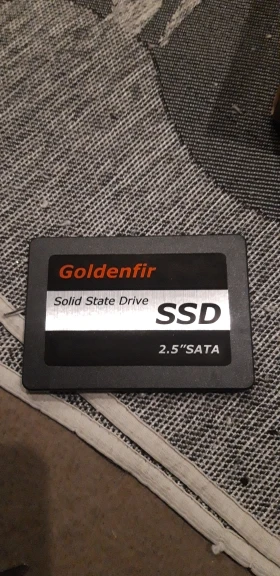 Goldenfir
Solid State Drive
SSD
2.5"SATA